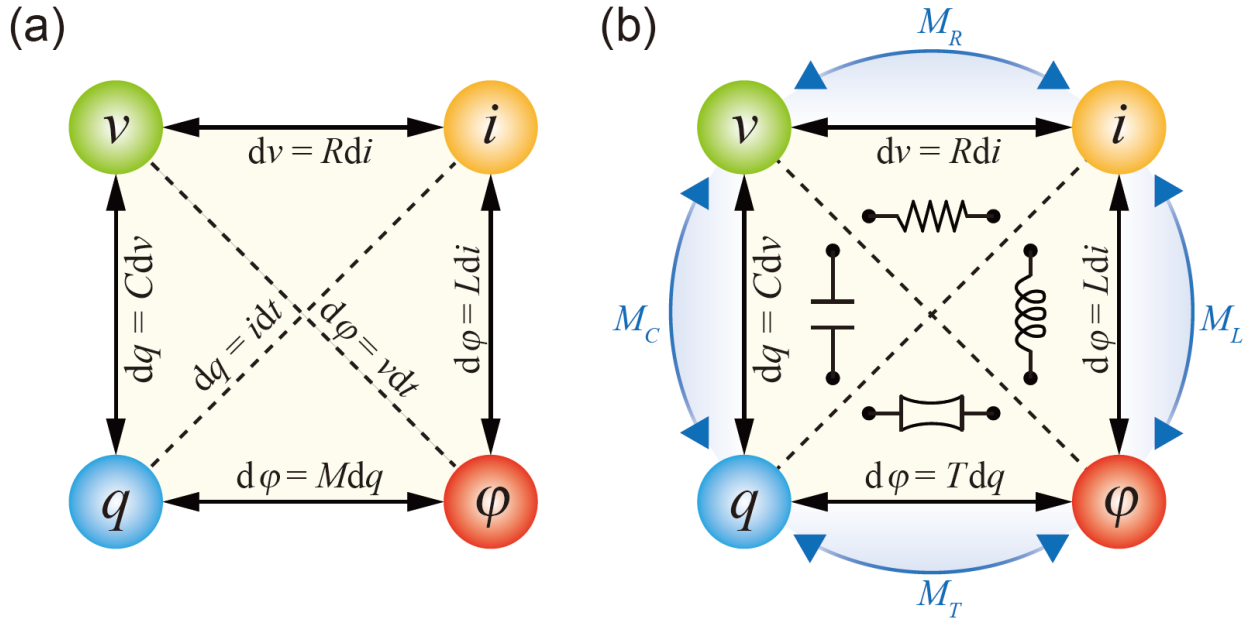 (a)
v
i
dv = Rdi
dq = Cdv
dφ = Ldi
dq = idt
dφ = vdt
q
φ
dφ = Mdq
(b)
M_R
v
i
dv = Rdi
M_C
dq = Cdv
dφ = Ldi
M_L
q
φ
dφ = Tdq
M_T